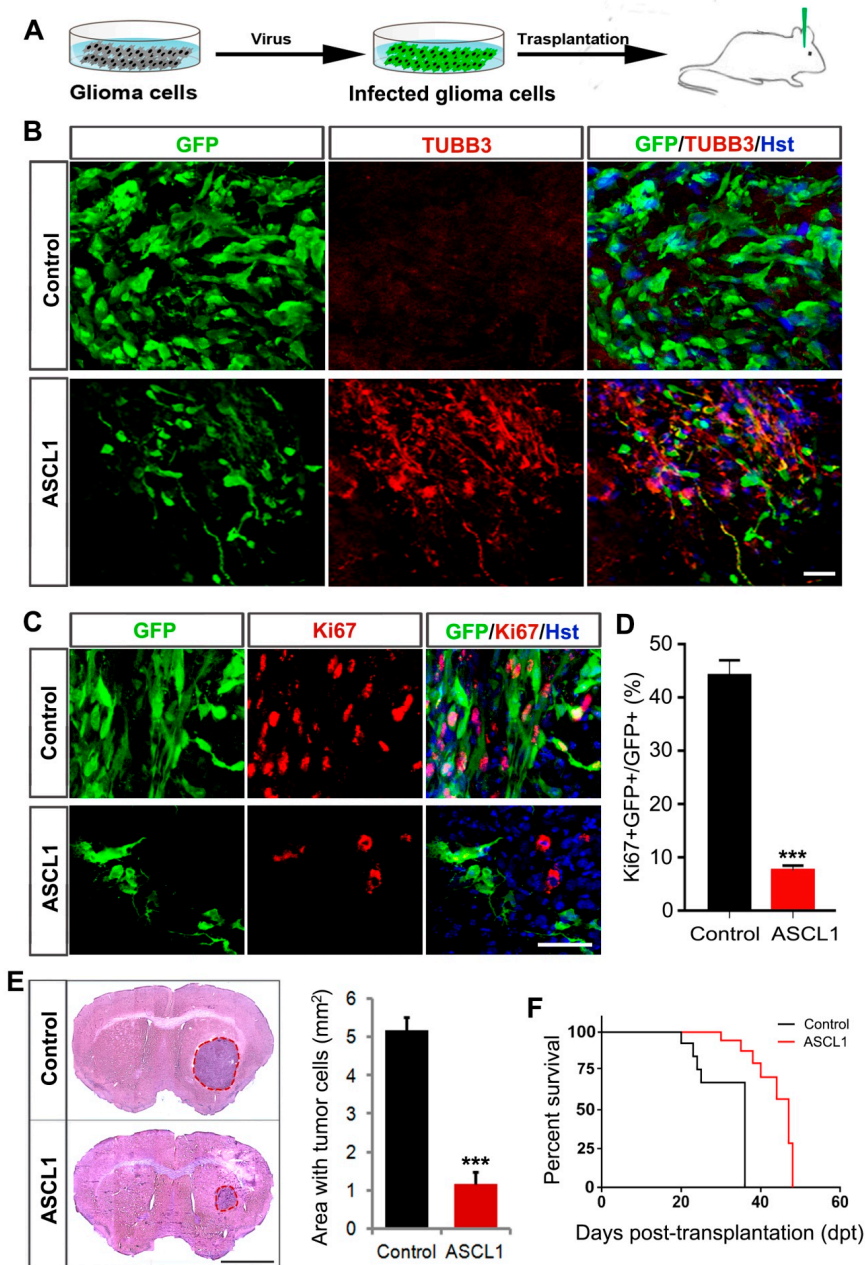 A
Virus
Trasplantation
Glioma cells
Infected glioma cells
B
GFP
TUBB3
GFP/TUBB3/Hst
Control
ASCL1
C
GFP
Ki67
GFP/Ki67/Hst
Control
ASCL1
D
Ki67+GFP+/GFP+ (%)
50
40
30
20
10
0
***
Control
ASCL1
E
Control
ASCL1
Area with tumor cells (mm²)
6
5
4
3
2
1
0
***
Control
ASCL1
F
Control
ASCL1
Percent survival
100
75
50
25
0
0
20
40
60
Days post-transplantation (dpt)